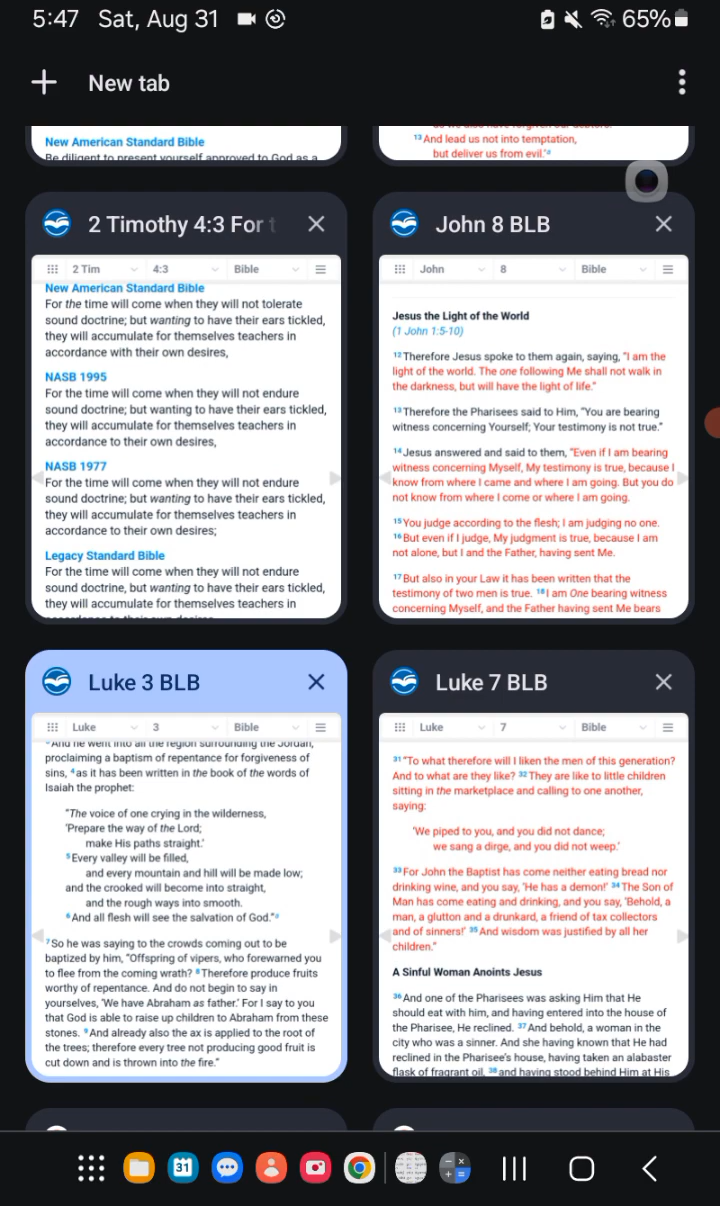 5:47 Sat, Aug 31
65%
New tab
New American Standard Bible
Be diligent to present yourself approved to God as a
13 And lead us not into temptation,
but deliver us from evil.'a
2 Timothy 4:3 For t
2 Tim 4:3 Bible
New American Standard Bible
For the time will come when they will not tolerate
sound doctrine; but wanting to have their ears tickled,
they will accumulate for themselves teachers in
accordance with their own desires,
NASB 1995
For the time will come when they will not endure
sound doctrine; but wanting to have their ears tickled,
they will accumulate for themselves teachers in
accordance to their own desires,
NASB 1977
For the time will come when they will not endure
sound doctrine; but wanting to have their ears tickled,
they will accumulate for themselves teachers in
accordance to their own desires;
Legacy Standard Bible
For the time will come when they will not endure
sound doctrine, but wanting to have their ears tickled,
they will accumulate for themselves teachers in
John 8 BLB
John 8 Bible
Jesus the Light of the World
(1 John 1:5-10)
12 Therefore Jesus spoke to them again, saying, “I am the
light of the world. The one following Me shall not walk in
the darkness, but will have the light of life.”
13 Therefore the Pharisees said to Him, “You are bearing
witness concerning Yourself; Your testimony is not true.”
14 Jesus answered and said to them, “Even if I am bearing
witness concerning Myself, My testimony is true, because I
know from where I came and where I am going. But you do
not know from where I come or where I am going.
15 You judge according to the flesh; I am judging no one.
16 But even if I judge, My judgment is true, because I am
not alone, but I and the Father, having sent Me.
17 But also in your Law it has been written that the
testimony of two men is true. 18 I am One bearing witness
concerning Myself, and the Father having sent Me bears
Luke 3 BLB
Luke 3 Bible
3 And he went into all the region surrounding the Jordan,
proclaiming a baptism of repentance for forgiveness of
sins, 4 as it has been written in the book of the words of
Isaiah the prophet:
“The voice of one crying in the wilderness,
‘Prepare the way of the Lord;
make His paths straight.’
5 Every valley will be filled,
and every mountain and hill will be made low;
and the crooked will become into straight,
and the rough ways into smooth.
6 And all flesh will see the salvation of God.”a
7 So he was saying to the crowds coming out to be
baptized by him, “Offspring of vipers, who forewarned you
to flee from the coming wrath? 8 Therefore produce fruits
worthy of repentance. And do not begin to say in
yourselves, ‘We have Abraham as father.’ For I say to you
that God is able to raise up children to Abraham from these
stones. 9 And already also the ax is applied to the root of
the trees; therefore every tree not producing good fruit is
cut down and is thrown into the fire.”
Luke 7 BLB
Luke 7 Bible
31 “To what therefore will I liken the men of this generation?
And to what are they like? 32 They are like to little children
sitting in the marketplace and calling to one another,
saying:
‘We piped to you, and you did not dance;
we sang a dirge, and you did not weep.’
33 For John the Baptist has come neither eating bread nor
drinking wine, and you say, ‘He has a demon!’ 34 The Son of
Man has come eating and drinking, and you say, ‘Behold, a
man, a glutton and a drunkard, a friend of tax collectors
and of sinners!’ 35 And wisdom was justified by all her
children.”
A Sinful Woman Anoints Jesus
36 And one of the Pharisees was asking Him that He
should eat with him, and having entered into the house of
the Pharisee, He reclined. 37 And behold, a woman in the
city who was a sinner. And she having known that He had
reclined in the Pharisee’s house, having taken an alabaster
flask of fragrant oil, 38 and having stood behind Him at His
31